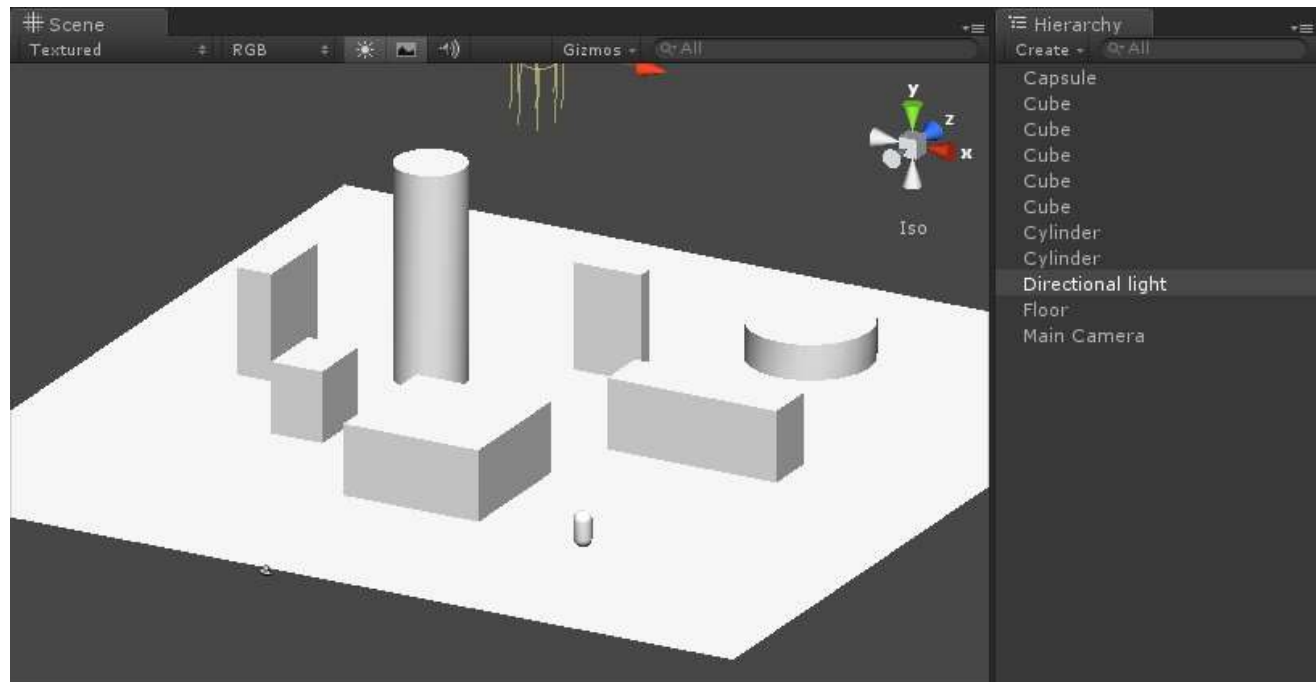 Scene
Textured RGB Gizmos All
y
z
x
Iso
Hierarchy
Create All
Capsule
Cube
Cube
Cube
Cube
Cube
Cylinder
Cylinder
Directional light
Floor
Main Camera